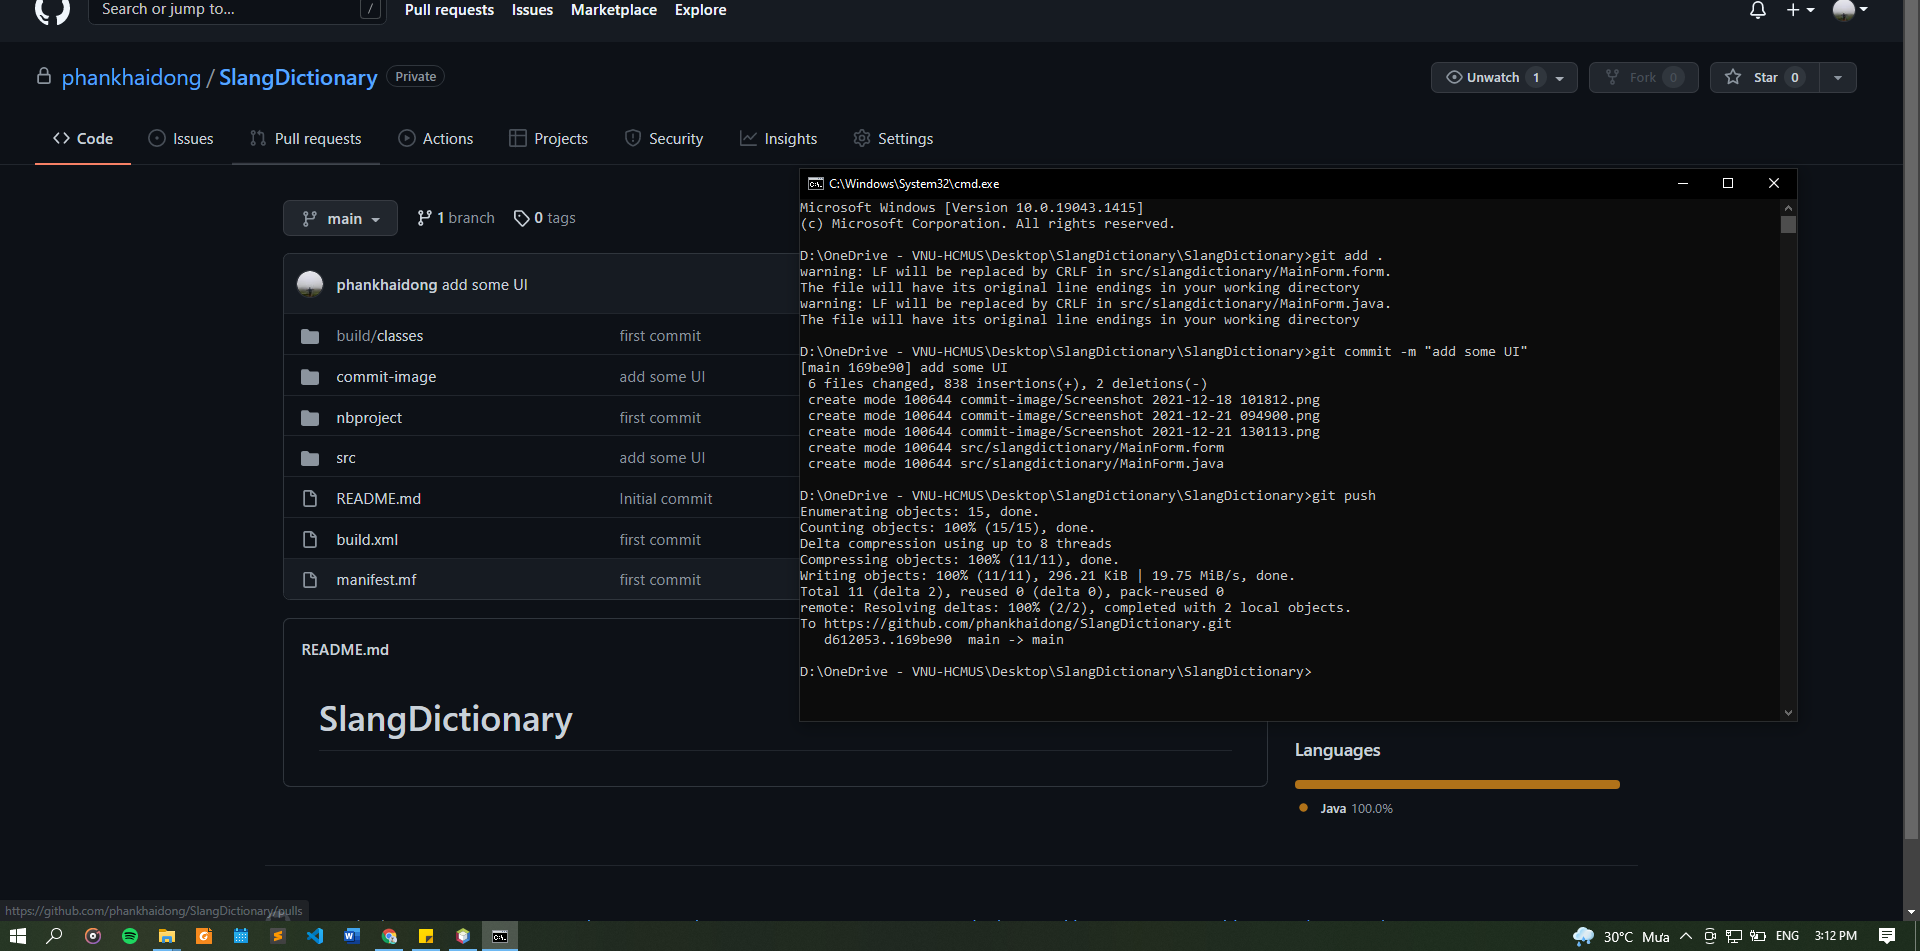 Search or jump to...
/
Pull requests
Issues
Marketplace
Explore
phankhaidong / SlangDictionary
Private
Unwatch 1
Fork 0
Star 0
Code
Issues
Pull requests
Actions
Projects
Security
Insights
Settings
main
1 branch
0 tags
phankhaidong add some UI
build/classes first commit
commit-image add some UI
nbproject first commit
src add some UI
README.md Initial commit
build.xml first commit
manifest.mf first commit
README.md
SlangDictionary
C:\Windows\System32\cmd.exe
Microsoft Windows [Version 10.0.19043.1415]
(c) Microsoft Corporation. All rights reserved.
D:\OneDrive - VNU-HCMUS\Desktop\SlangDictionary\SlangDictionary>git add .
warning: LF will be replaced by CRLF in src/slangdictionary/MainForm.form.
The file will have its original line endings in your working directory
warning: LF will be replaced by CRLF in src/slangdictionary/MainForm.java.
The file will have its original line endings in your working directory
D:\OneDrive - VNU-HCMUS\Desktop\SlangDictionary\SlangDictionary>git commit -m "add some UI"
[main 169be90] add some UI
6 files changed, 838 insertions(+), 2 deletions(-)
create mode 100644 commit-image/Screenshot 2021-12-18 101812.png
create mode 100644 commit-image/Screenshot 2021-12-21 094900.png
create mode 100644 commit-image/Screenshot 2021-12-21 130113.png
create mode 100644 src/slangdictionary/MainForm.form
create mode 100644 src/slangdictionary/MainForm.java
D:\OneDrive - VNU-HCMUS\Desktop\SlangDictionary\SlangDictionary>git push
Enumerating objects: 15, done.
Counting objects: 100% (15/15), done.
Delta compression using up to 8 threads
Compressing objects: 100% (11/11), done.
Writing objects: 100% (11/11), 296.21 KiB | 19.75 MiB/s, done.
Total 11 (delta 2), reused 0 (delta 0), pack-reused 0
remote: Resolving deltas: 100% (2/2), completed with 2 local objects.
To https://github.com/phankhaidong/SlangDictionary.git
d612053..169be90  main -> main
D:\OneDrive - VNU-HCMUS\Desktop\SlangDictionary\SlangDictionary>
Languages
Java 100.0%
https://github.com/phankhaidong/SlangDictionary/pulls
30°C Mưa
ENG
3:12 PM